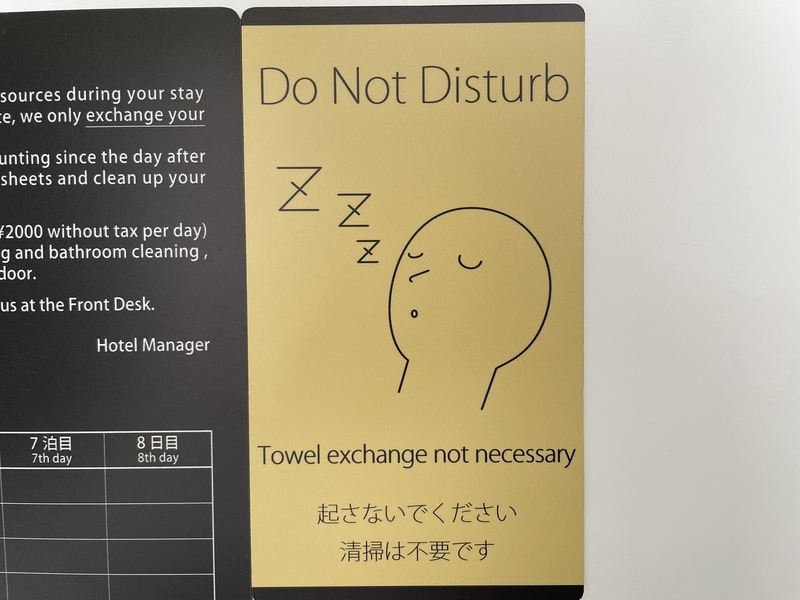 sources during your stay
we only exchange your
since the day after
sheets and clean up your
¥2000 without tax per day)
and bathroom cleaning ,
door.
us at the Front Desk.
Hotel Manager
7 泊目
7th day
8 日目
8th day
Do Not Disturb
Z
Z
Z
Towel exchange not necessary
起さないでください
清掃は不要です